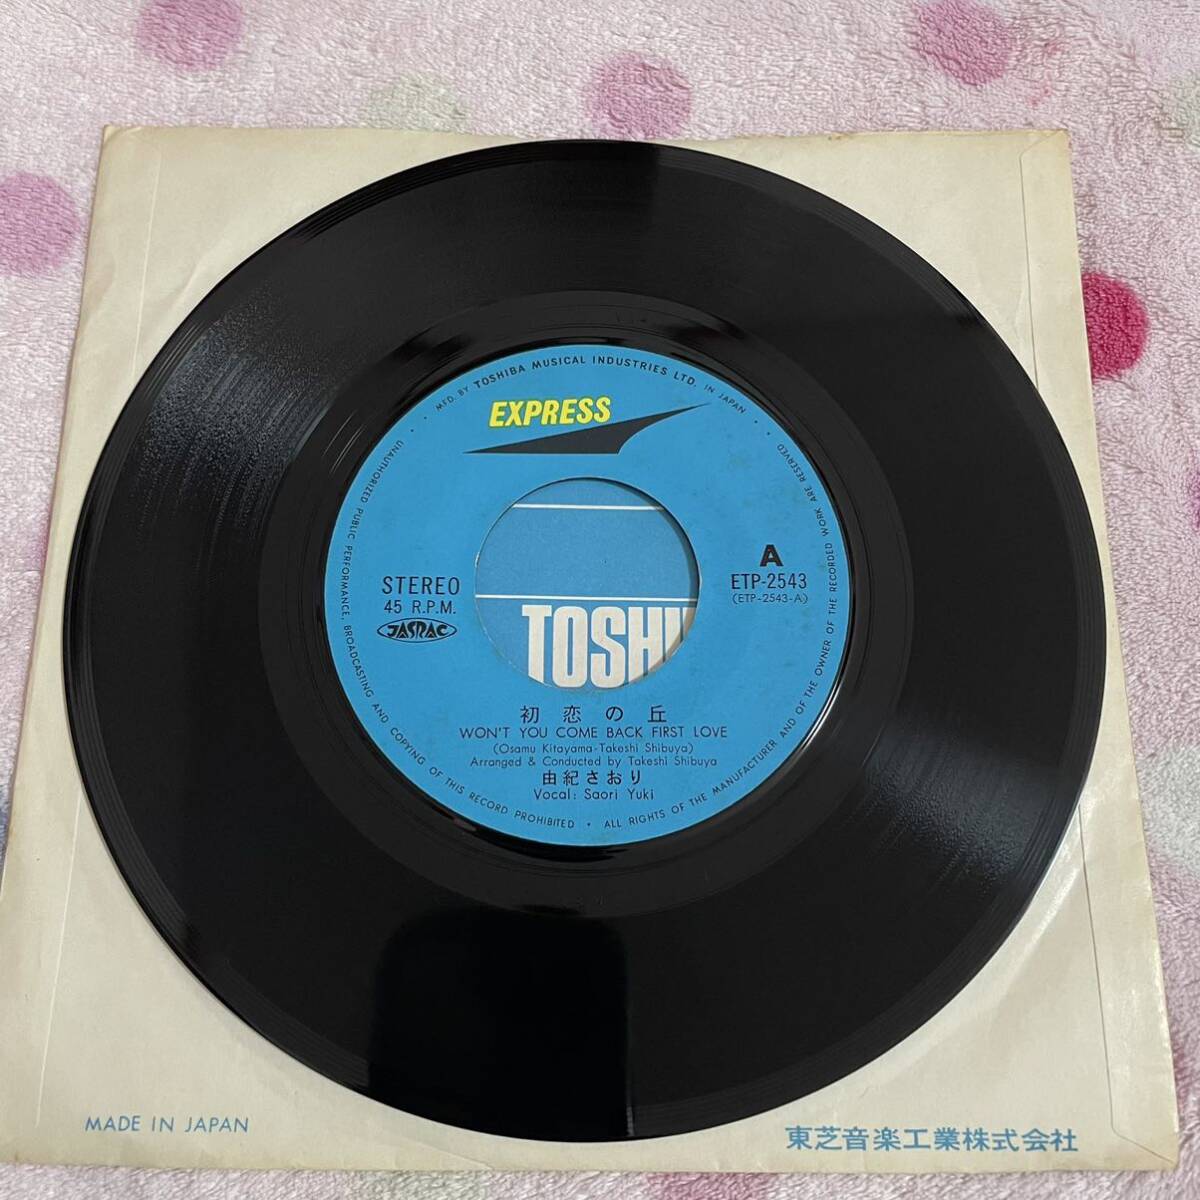 MFD. BY TOSHIBA MUSICAL INDUSTRIES LTD. IN JAPAN
EXPRESS
STEREO
45 R.P.M.
JASRAC
A
ETP-2543
(ETP-2543-A)
TOSHI
初恋の丘
WON'T YOU COME BACK FIRST LOVE
(Osamu Kitayama-Takeshi Shibuya)
Arranged & Conducted by Takeshi Shibuya
由紀さおり
Vocal: Saori Yuki
UNAUTHORIZED PUBLIC PERFORMANCE, BROADCASTING AND COPYING OF THIS RECORD PROHIBITED • ALL RIGHTS OF THE MANUFACTURER AND OF THE OWNER OF THE RECORDED WORK ARE RESERVED
MADE IN JAPAN
東芝音楽工業株式会社